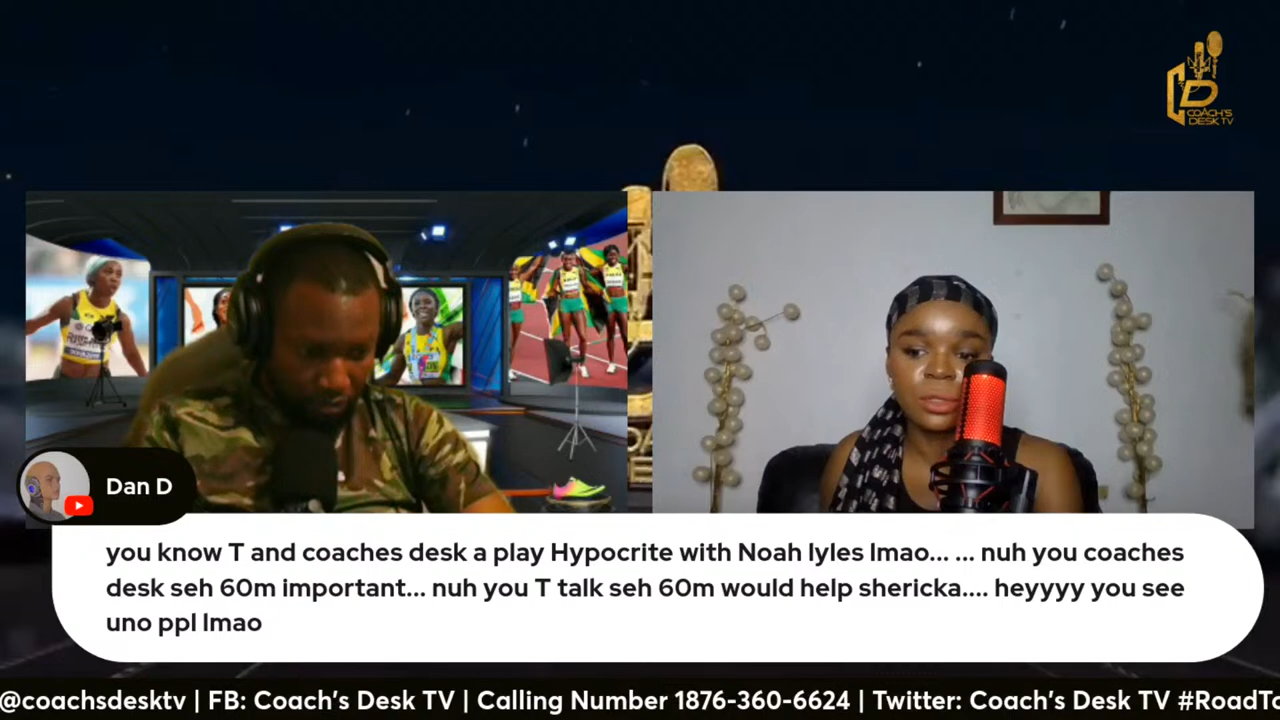 COACH'S
DESK TV
Dan D
you know T and coaches desk a play Hypocrite with Noah lyles lmao... ... nuh you coaches
desk seh 60m important... nuh you T talk seh 60m would help shericka.... heyyyy you see
uno ppl lmao
@coachsdesktv | FB: Coach's Desk TV | Calling Number 1876-360-6624 | Twitter: Coach's Desk TV #RoadTo